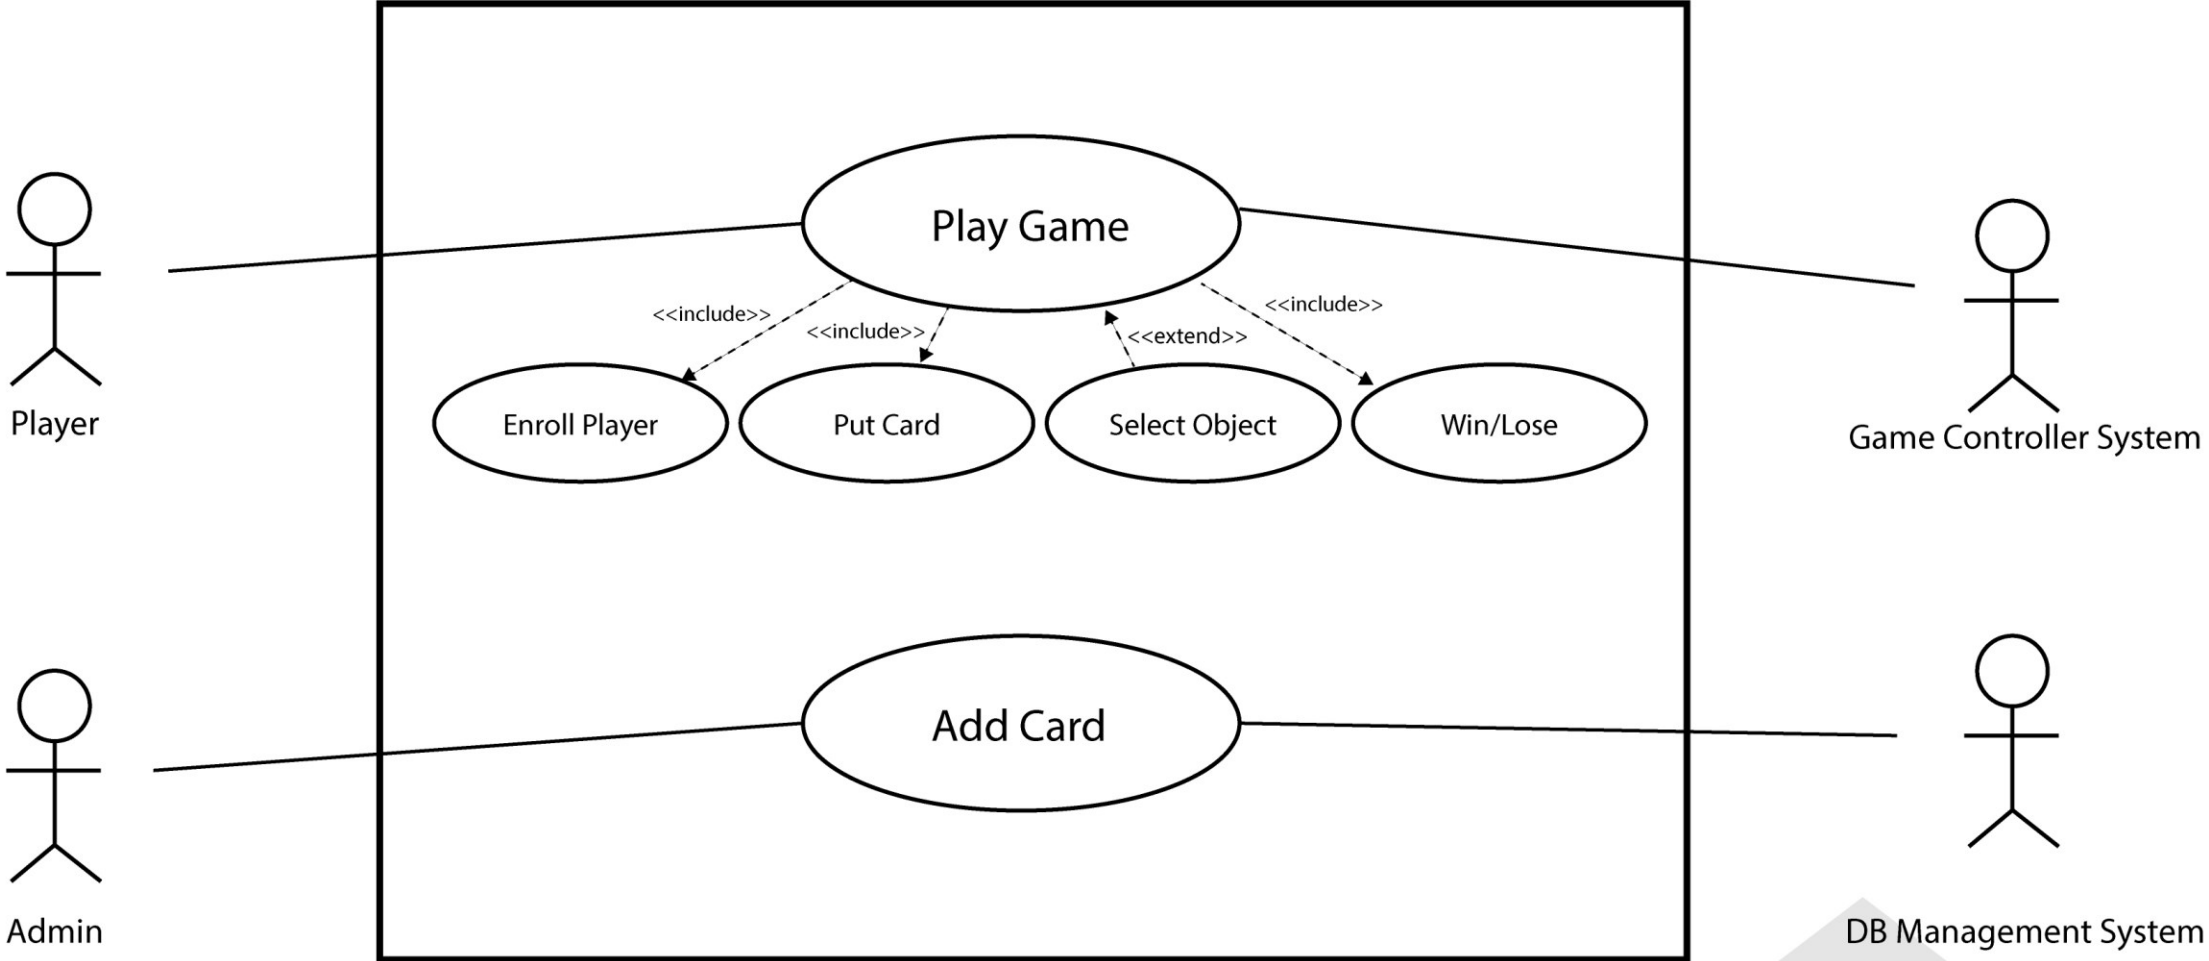 Play Game
<<include>>
<<include>>
<<include>>
<<extend>>
Enroll Player
Put Card
Select Object
Win/Lose
Player
Game Controller System
Add Card
Admin
DB Management System